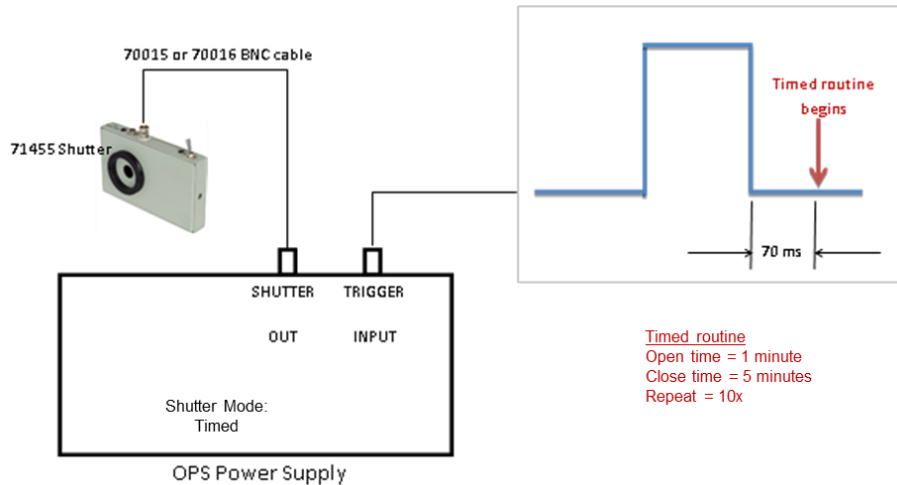 70015 or 70016 BNC cable
71455 Shutter
Timed routine
begins
70 ms
SHUTTER TRIGGER
OUT INPUT
Shutter Mode:
Timed
OPS Power Supply
Timed routine
Open time = 1 minute
Close time = 5 minutes
Repeat = 10x